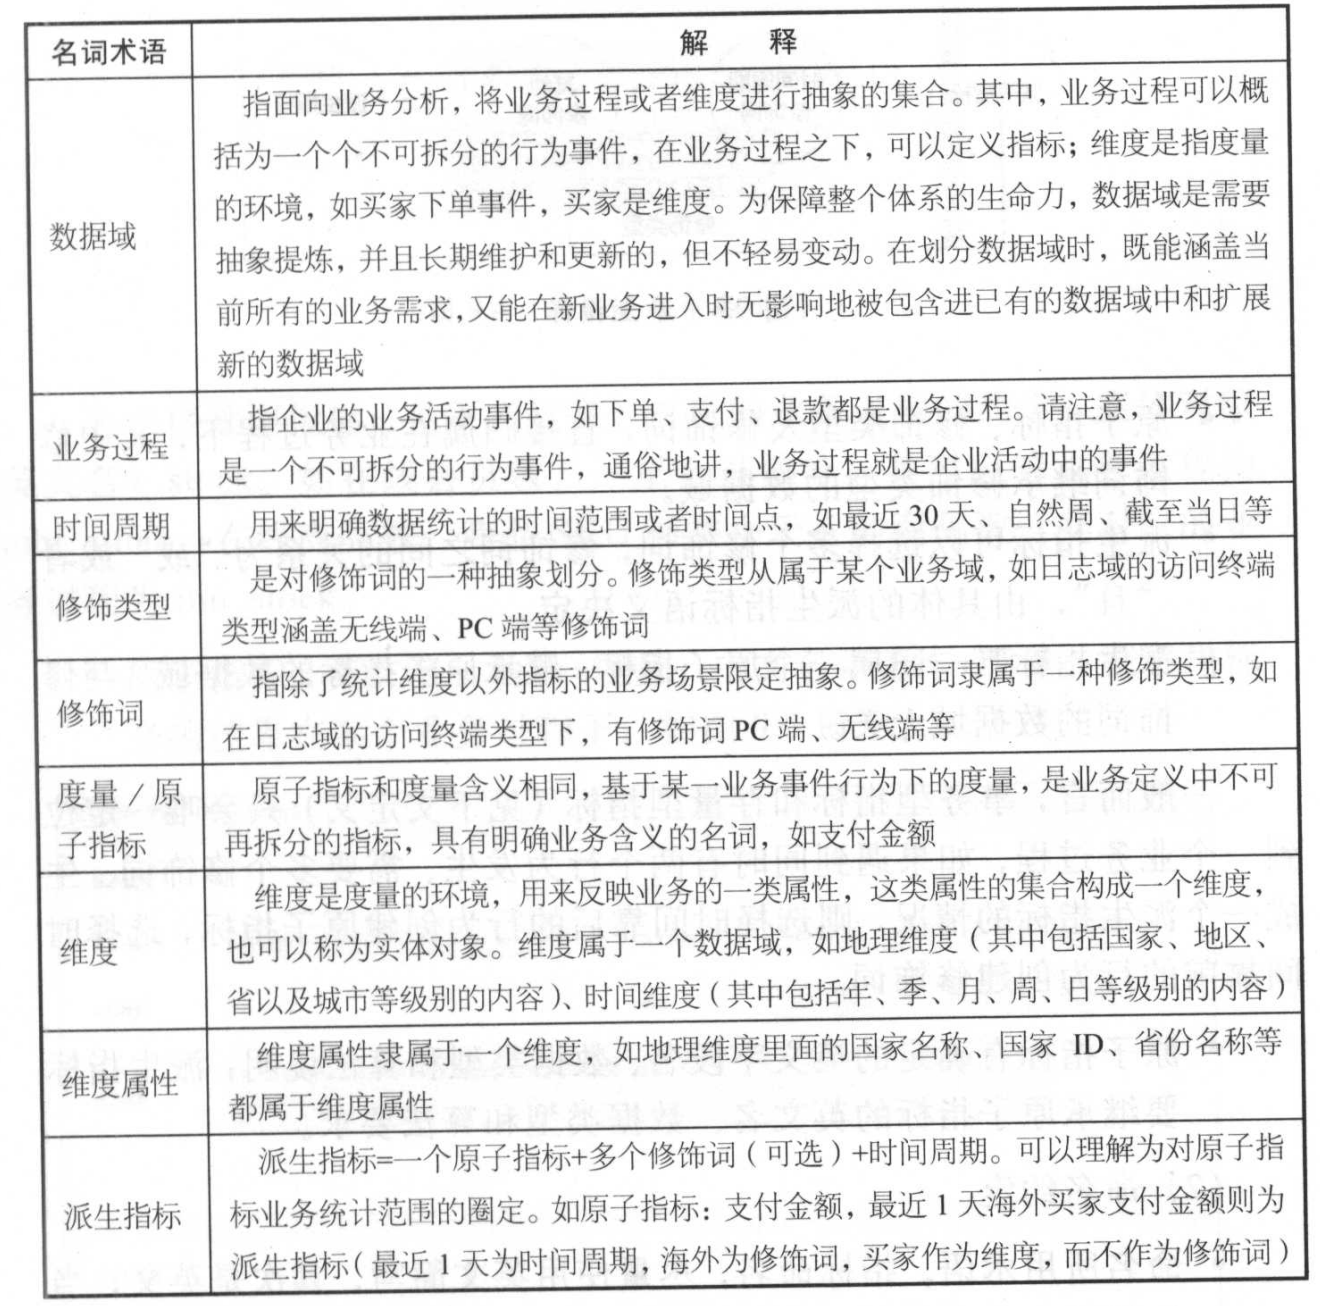 名词术语
解 释
数据域
指面向业务分析，将业务过程或者维度进行抽象的集合。其中，业务过程可以概
括为一个个不可拆分的行为事件，在业务过程之下，可以定义指标；维度是指度量
的环境，如买家下单事件，买家是维度。为保障整个体系的生命力，数据域是需要
抽象提炼，并且长期维护和更新的，但不轻易变动。在划分数据域时，既能涵盖当
前所有的业务需求，又能在新业务进入时无影响地被包含进已有的数据域中和扩展
新的数据域
业务过程
指企业的业务活动事件，如下单、支付、退款都是业务过程。请注意，业务过程
是一个不可拆分的行为事件，通俗地讲，业务过程就是企业活动中的事件
时间周期
用来明确数据统计的时间范围或者时间点，如最近 30 天、自然周、截至当日等
修饰类型
是对修饰词的一种抽象划分。修饰类型从属于某个业务域，如日志域的访问终端
类型涵盖无线端、PC 端等修饰词
修饰词
指除了统计维度以外指标的业务场景限定抽象。修饰词隶属于一种修饰类型，如
在日志域的访问终端类型下，有修饰词 PC 端、无线端等
度量 / 原
子指标
原子指标和度量含义相同，基于某一业务事件行为下的度量，是业务定义中不可
再拆分的指标，具有明确业务含义的名词，如支付金额
维度
维度是度量的环境，用来反映业务的一类属性，这类属性的集合构成一个维度，
也可以称为实体对象。维度属于一个数据域，如地理维度（其中包括国家、地区、
省以及城市等级别的内容）、时间维度（其中包括年、季、月、周、日等级别的内容）
维度属性
维度属性隶属于一个维度，如地理维度里面的国家名称、国家 ID、省份名称等
都属于维度属性
派生指标
派生指标=一个原子指标+多个修饰词（可选）+时间周期。可以理解为对原子指
标业务统计范围的圈定。如原子指标：支付金额，最近 1 天海外买家支付金额则为
派生指标（最近 1 天为时间周期，海外为修饰词，买家作为维度，而不作为修饰词）